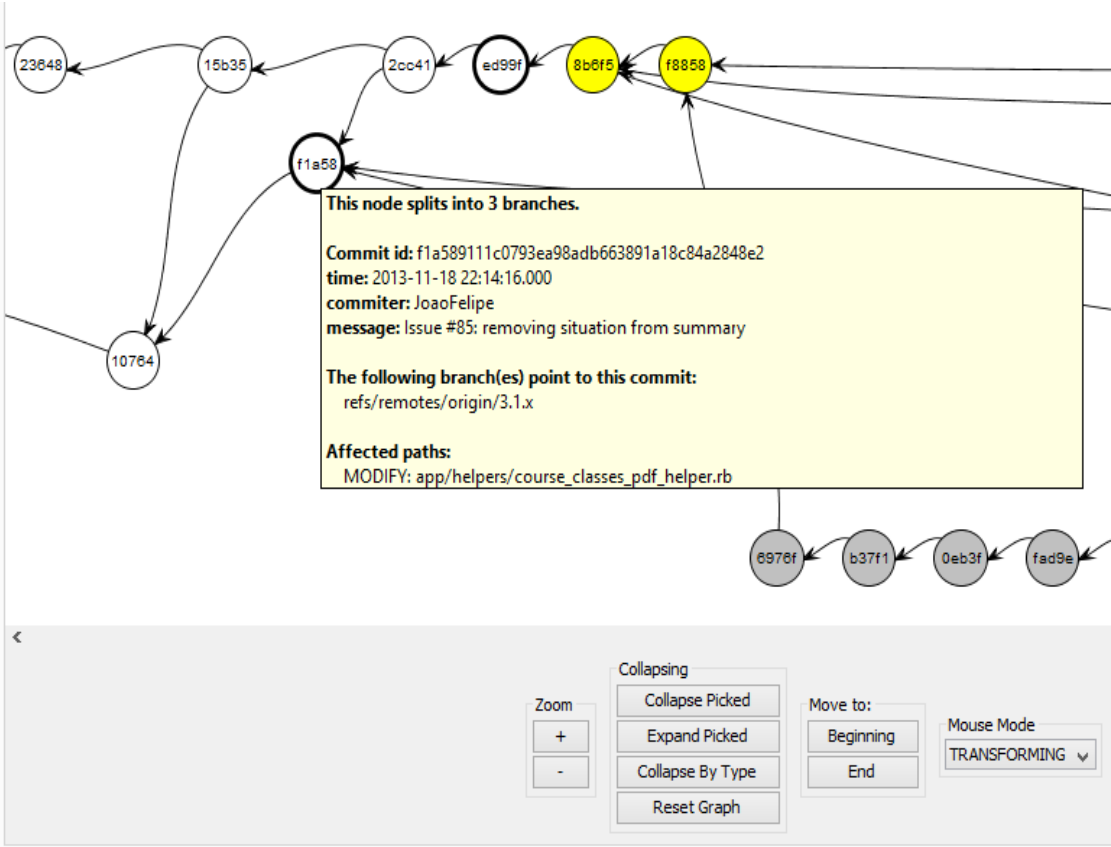 23648
15b35
2cc41
ed99f
8b6f5
f8858
f1a58
This node splits into 3 branches.
Commit id: f1a589111c0793ea98adb663891a18c84a2848e2
time: 2013-11-18 22:14:16.000
commiter: JoaoFelipe
message: Issue #85: removing situation from summary
The following branch(es) point to this commit:
refs/remotes/origin/3.1.x
Affected paths:
MODIFY: app/helpers/course_classes_pdf_helper.rb
10764
6976f
b37f1
0eb3f
fad9e
Zoom
+
-
Collapsing
Collapse Picked
Expand Picked
Collapse By Type
Reset Graph
Move to:
Beginning
End
Mouse Mode
TRANSFORMING